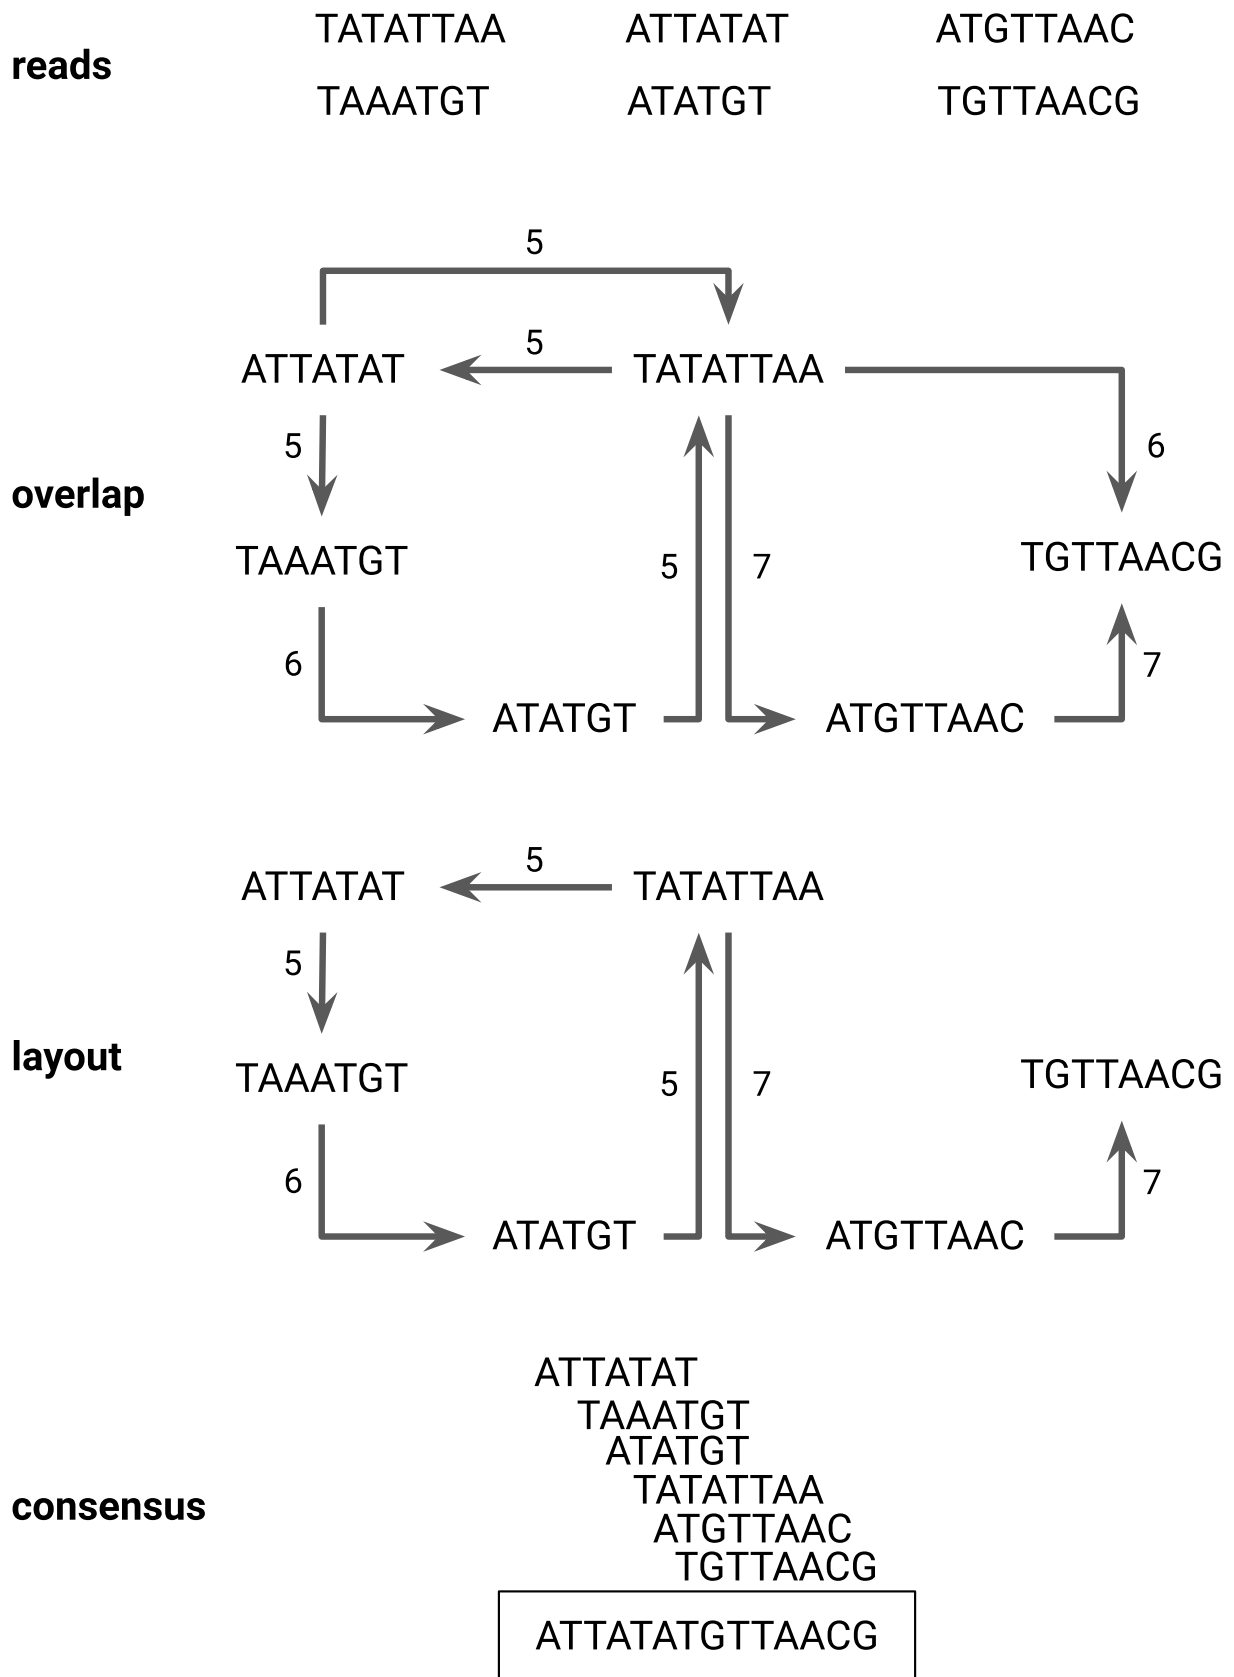 TATATTAA ATTATAT ATGTTAAC
reads
TAAATGT ATATGT TGTTAACG
5
5
ATTATAT TATATTAA
5 6
overlap
TAAATGT TGTTAACG
5 7
6 7
ATATGT ATGTTAAC
5
ATTATAT TATATTAA
5
layout
TAAATGT TGTTAACG
5 7
6 7
ATATGT ATGTTAAC
ATTATAT
TAAATGT
ATATGT
TATATTAA
consensus
ATGTTAAC
TGTTAACG
ATTATATGTTAACG